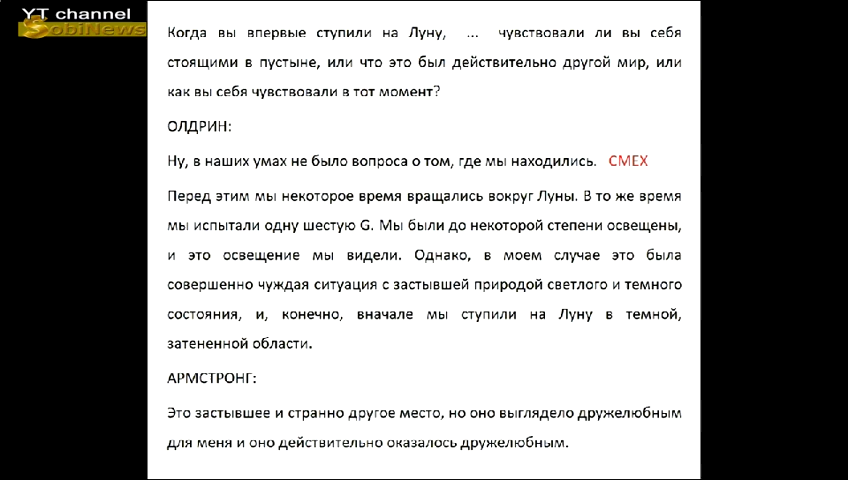 YT channel
SobiNews
Когда вы впервые ступили на Луну, ... чувствовали ли вы себя
стоящими в пустыне, или что это был действительно другой мир, или
как вы себя чувствовали в тот момент?
ОЛДРИН:
Ну, в наших умах не было вопроса о том, где мы находились. СМЕХ
Перед этим мы некоторое время вращались вокруг Луны. В то же время
мы испытали одну шестую G. Мы были до некоторой степени освещены,
и это освещение мы видели. Однако, в моем случае это была
совершенно чуждая ситуация с застывшей природой светлого и темного
состояния, и, конечно, вначале мы ступили на Луну в темной,
затененной области.
АРМСТРОНГ:
Это застывшее и странно другое место, но оно выглядело дружелюбным
для меня и оно действительно оказалось дружелюбным.